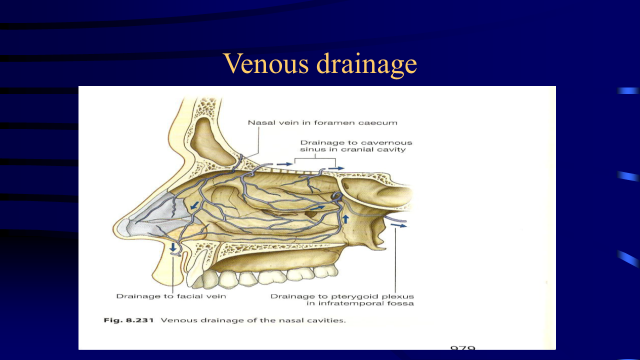 Venous drainage
Nasal vein in foramen caecum
Drainage to cavernous
sinus in cranial cavity
Drainage to facial vein
Drainage to pterygoid plexus
in infratemporal fossa
Fig. 8.231 Venous drainage of the nasal cavities.
979